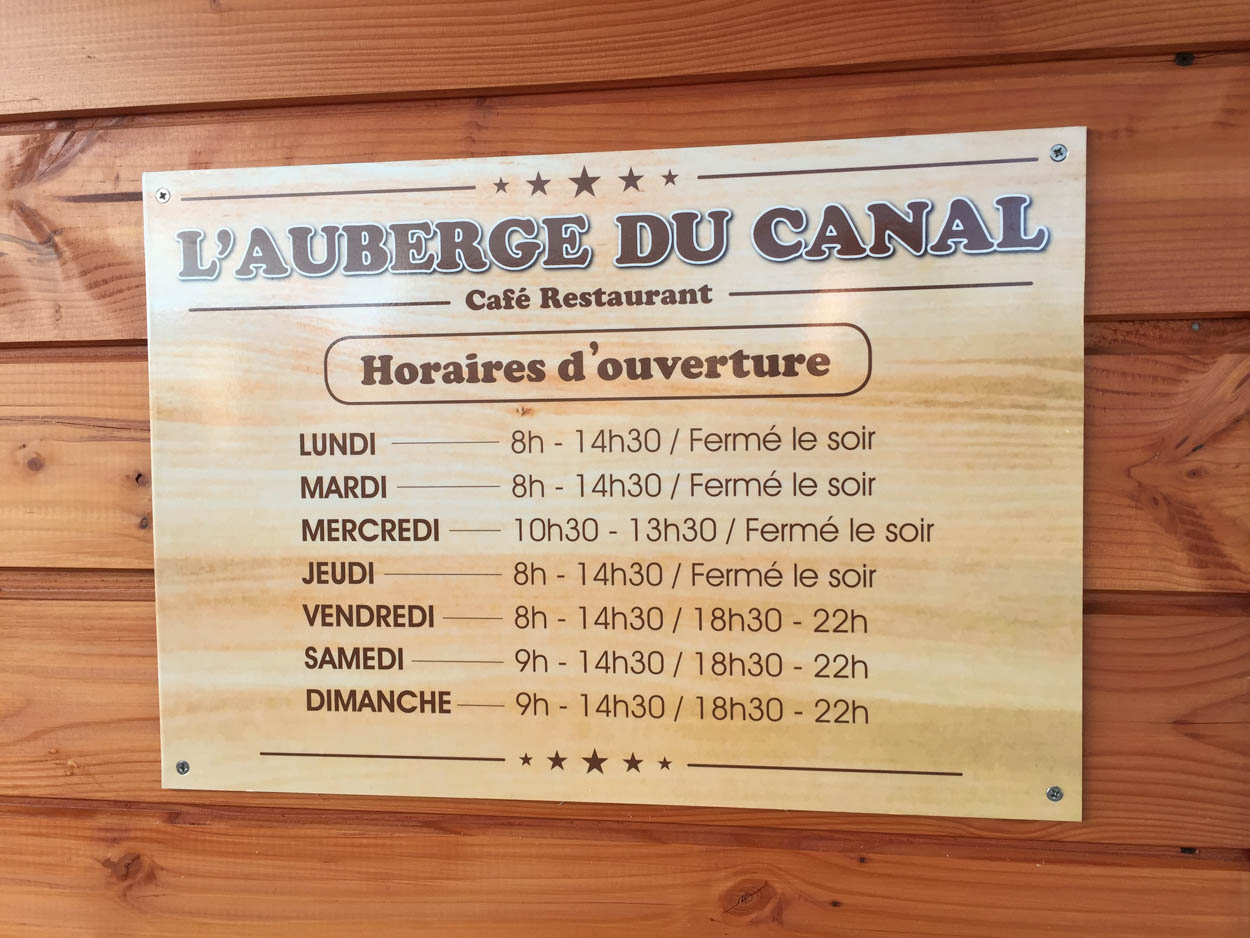 L'AUBERGE DU CANAL
Café Restaurant
Horaires d'ouverture
LUNDI 8h - 14h30 / Fermé le soir
MARDI 8h - 14h30 / Fermé le soir
MERCREDI 10h30 - 13h30 / Fermé le soir
JEUDI 8h - 14h30 / Fermé le soir
VENDREDI 8h - 14h30 / 18h30 - 22h
SAMEDI 9h - 14h30 / 18h30 - 22h
DIMANCHE 9h - 14h30 / 18h30 - 22h